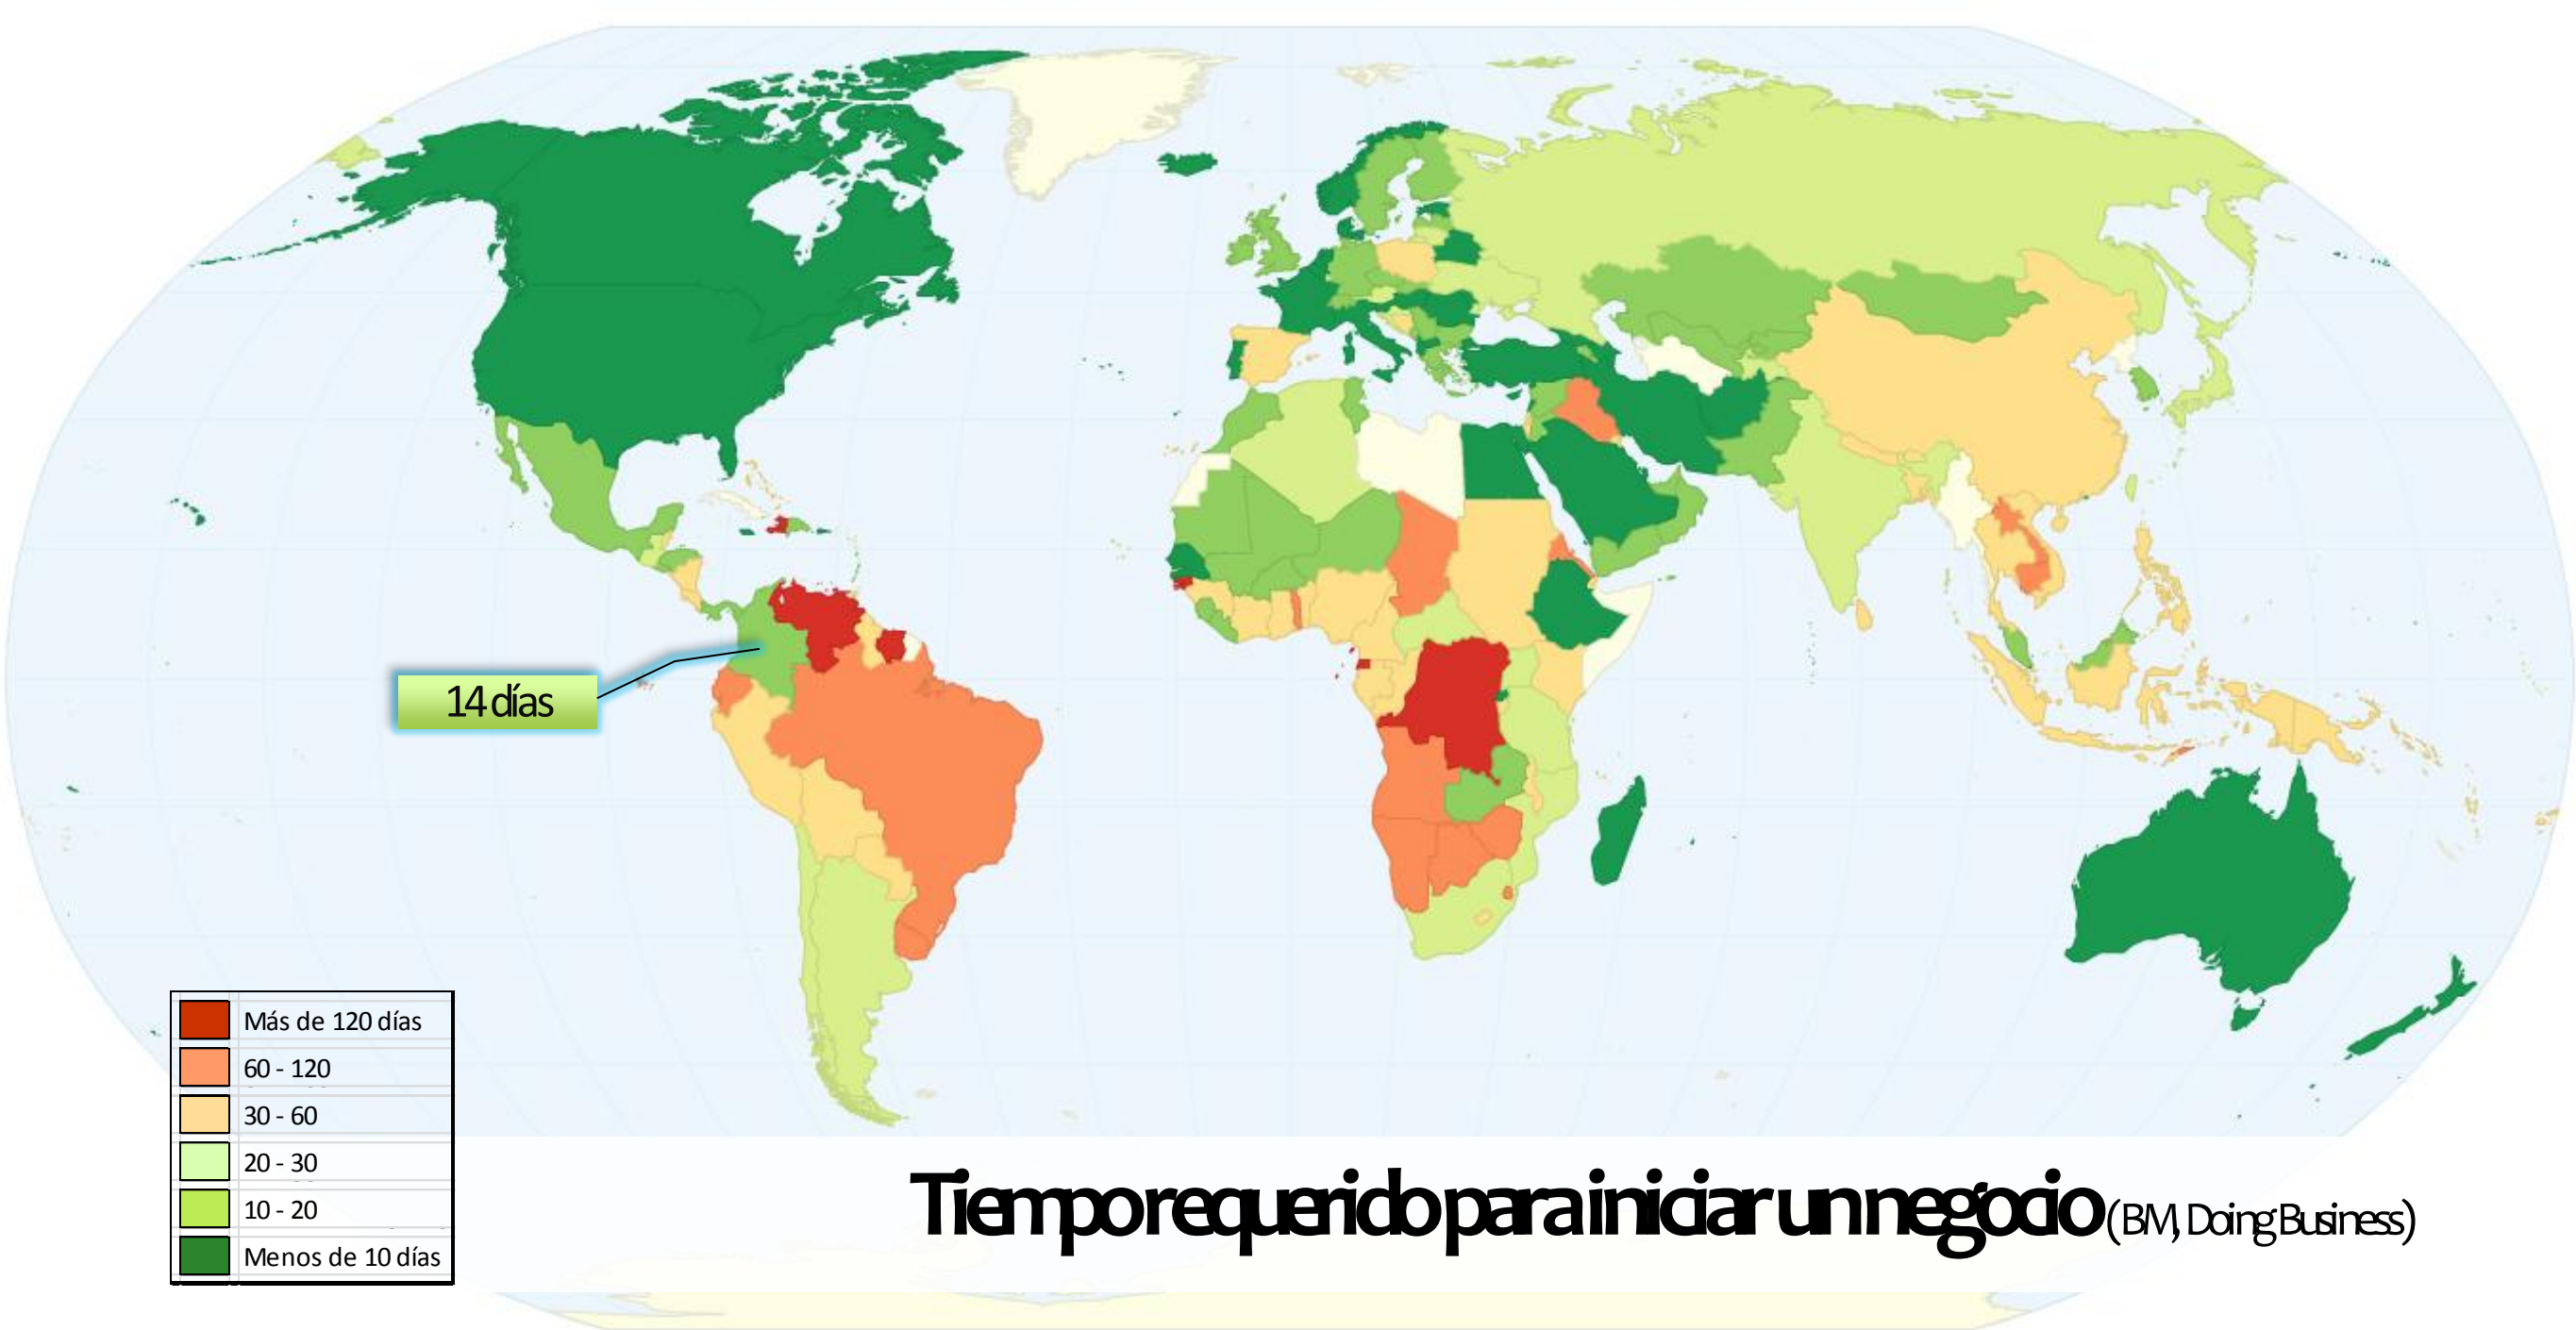 14 días
Más de 120 días
60 - 120
30 - 60
20 - 30
10 - 20
Menos de 10 días
Tiempo requerido para iniciar un negocio (BM, Doing Business)